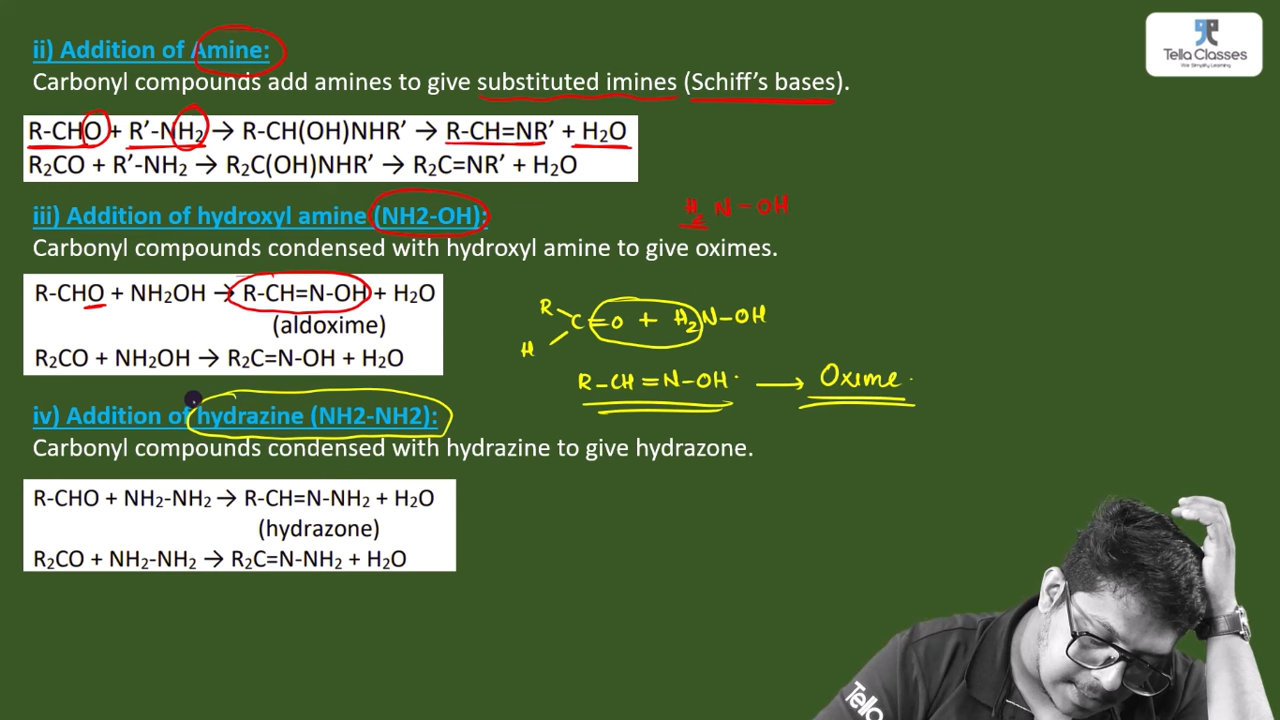 Tella Classes
We Simplify Learning
ii) Addition of Amine:
Carbonyl compounds add amines to give substituted imines (Schiff's bases).
R-CHO + R'-NH₂ → R-CH(OH)NHR' → R-CH=NR' + H₂O
R₂CO + R'-NH₂ → R₂C(OH)NHR' → R₂C=NR' + H₂O
iii) Addition of hydroxyl amine (NH2-OH):
H₂N-OH
Carbonyl compounds condensed with hydroxyl amine to give oximes.
R-CHO + NH₂OH → R-CH=N-OH + H₂O
(aldoxime)
R₂CO + NH₂OH → R₂C=N-OH + H₂O
R
C=O + H₂N-OH
H
R-CH=N-OH. → Oxime.
iv) Addition of hydrazine (NH2-NH2):
Carbonyl compounds condensed with hydrazine to give hydrazone.
R-CHO + NH₂-NH₂ → R-CH=N-NH₂ + H₂O
(hydrazone)
R₂CO + NH₂-NH₂ → R₂C=N-NH₂ + H₂O
Tella